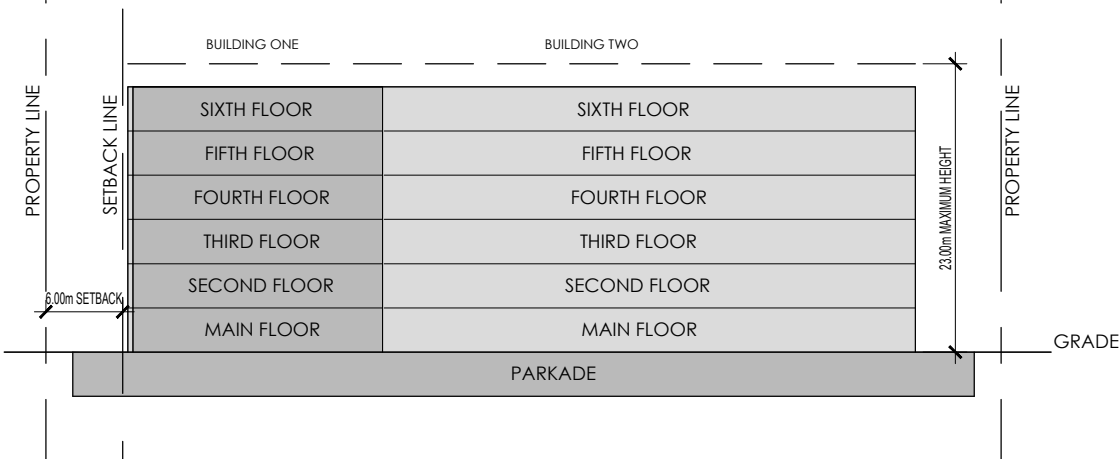 BUILDING ONE
BUILDING TWO
PROPERTY LINE
SETBACK LINE
SIXTH FLOOR
SIXTH FLOOR
FIFTH FLOOR
FIFTH FLOOR
FOURTH FLOOR
FOURTH FLOOR
THIRD FLOOR
THIRD FLOOR
SECOND FLOOR
SECOND FLOOR
MAIN FLOOR
MAIN FLOOR
6.00m SETBACK
23.00m MAXIMUM HEIGHT
PROPERTY LINE
GRADE
PARKADE